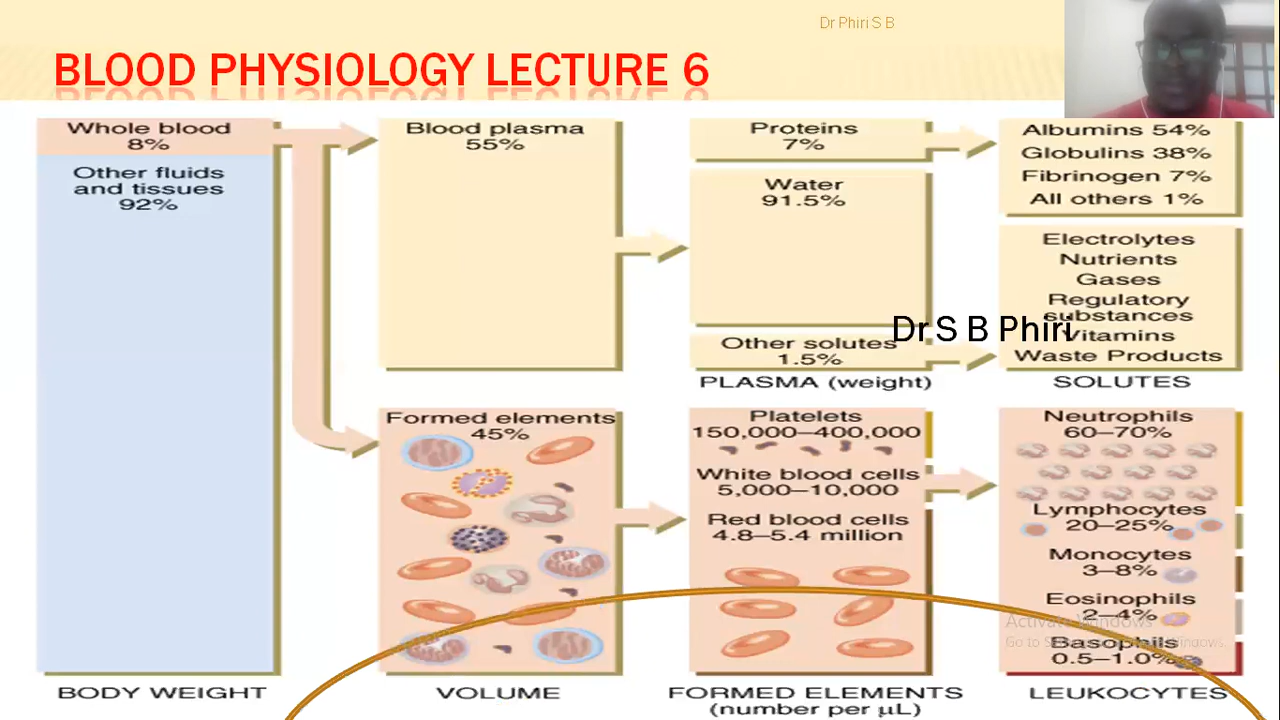 Dr Phiri S B
BLOOD PHYSIOLOGY LECTURE 6
Whole blood
8%
Other fluids
and tissues
92%
BODY WEIGHT
Blood plasma
55%
Formed elements
45%
VOLUME
Proteins
7%
Water
91.5%
Other solutes
1.5%
PLASMA (weight)
Platelets
150,000–400,000
White blood cells
5,000–10,000
Red blood cells
4.8–5.4 million
FORMED ELEMENTS
(number per µL)
Albumins 54%
Globulins 38%
Fibrinogen 7%
All others 1%
Electrolytes
Nutrients
Gases
Regulatory
substances
Dr S B Phiri
Vitamins
Waste Products
SOLUTES
Neutrophils
60–70%
Lymphocytes
20–25%
Monocytes
3–8%
Eosinophils
2–4%
Activate Windows
Go to Windows.
Basophils
0.5–1.0%
LEUKOCYTES